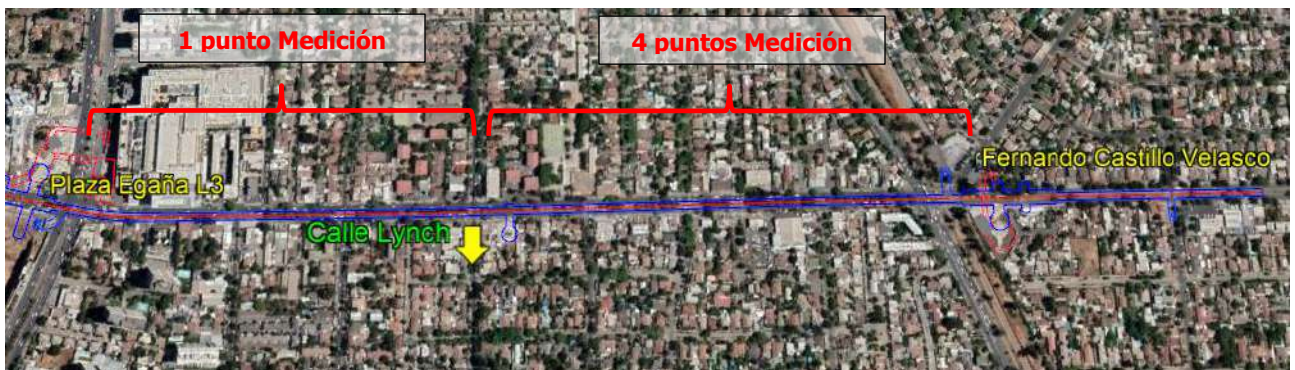 1 punto Medición
4 puntos Medición
Fernando Castillo Velasco
Plaza Egaña L3
Calle Lynch